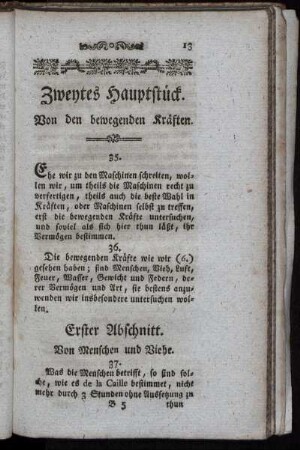 13
Zweytes Hauptstück.
Von den bewegenden Kräften.
35.
Ehe wir zu den Maschinen schreiten, wol-
len wir, um theils die Maschinen recht zu
verfertigen, theils auch die beste Wahl in
Kräften, oder Maschinen selbst zu treffen,
erst die bewegenden Kräfte untersuchen,
und soviel als sich hier thun läßt, ihr
Vermögen bestimmen.
36.
Die bewegenden Kräfte wie wir (6.)
gesehen haben; sind Menschen, Vieh, Luft,
Feuer, Wasser, Gewicht und Federn, de-
rer Vermögen und Art, sie bestens anzu-
wenden wir insbesondere untersuchen wol-
len.
Erster Abschnitt.
Von Menschen und Viehe.
37.
Was die Menschen betrifft, so sind sol-
che, wie es de la Caille bestimmet, nicht
mehr durch 3 Stunden ohne Aussetzung zu
B 5 thun